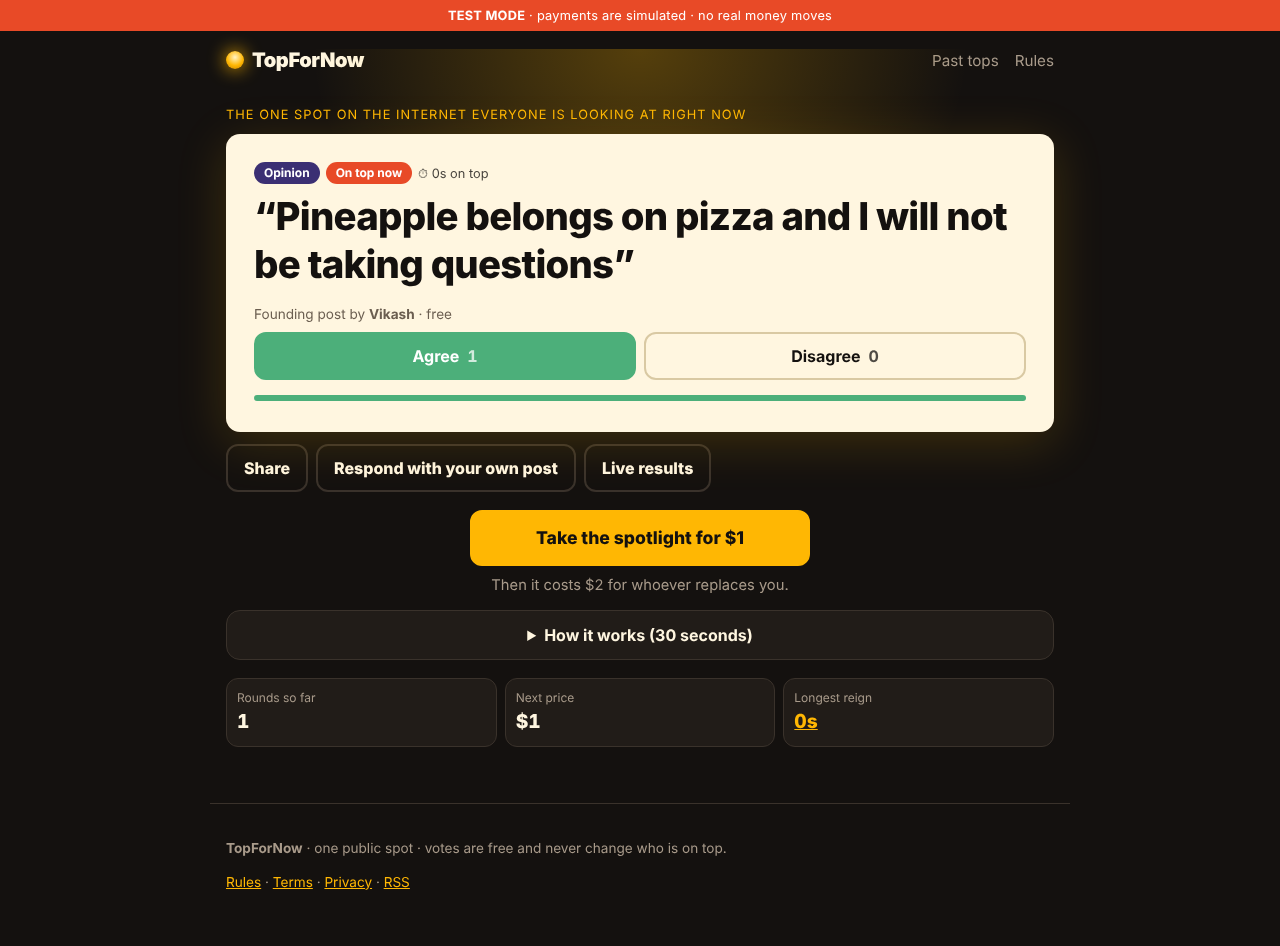 TEST MODE · payments are simulated · no real money moves
TopForNow
Past tops
Rules
THE ONE SPOT ON THE INTERNET EVERYONE IS LOOKING AT RIGHT NOW
Opinion
On top now
⏱ 0s on top
“Pineapple belongs on pizza and I will not
be taking questions”
Founding post by Vikash · free
Agree 1
Disagree 0
Share
Respond with your own post
Live results
Take the spotlight for $1
Then it costs $2 for whoever replaces you.
▶ How it works (30 seconds)
Rounds so far
1
Next price
$1
Longest reign
0s
TopForNow · one public spot · votes are free and never change who is on top.
Rules · Terms · Privacy · RSS